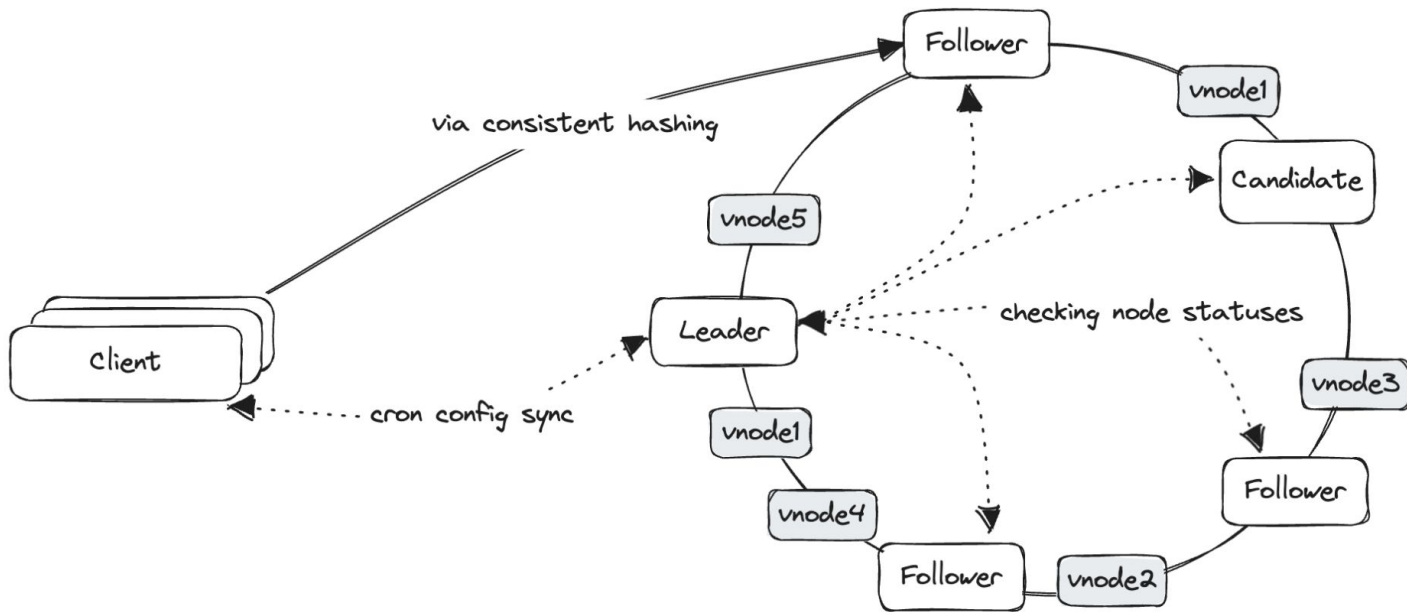 Follower
vnode1
via consistent hashing
Candidate
vnode5
Leader
checking node statuses
Client
vnode3
cron config sync
vnode1
Follower
vnode4
Follower
vnode2